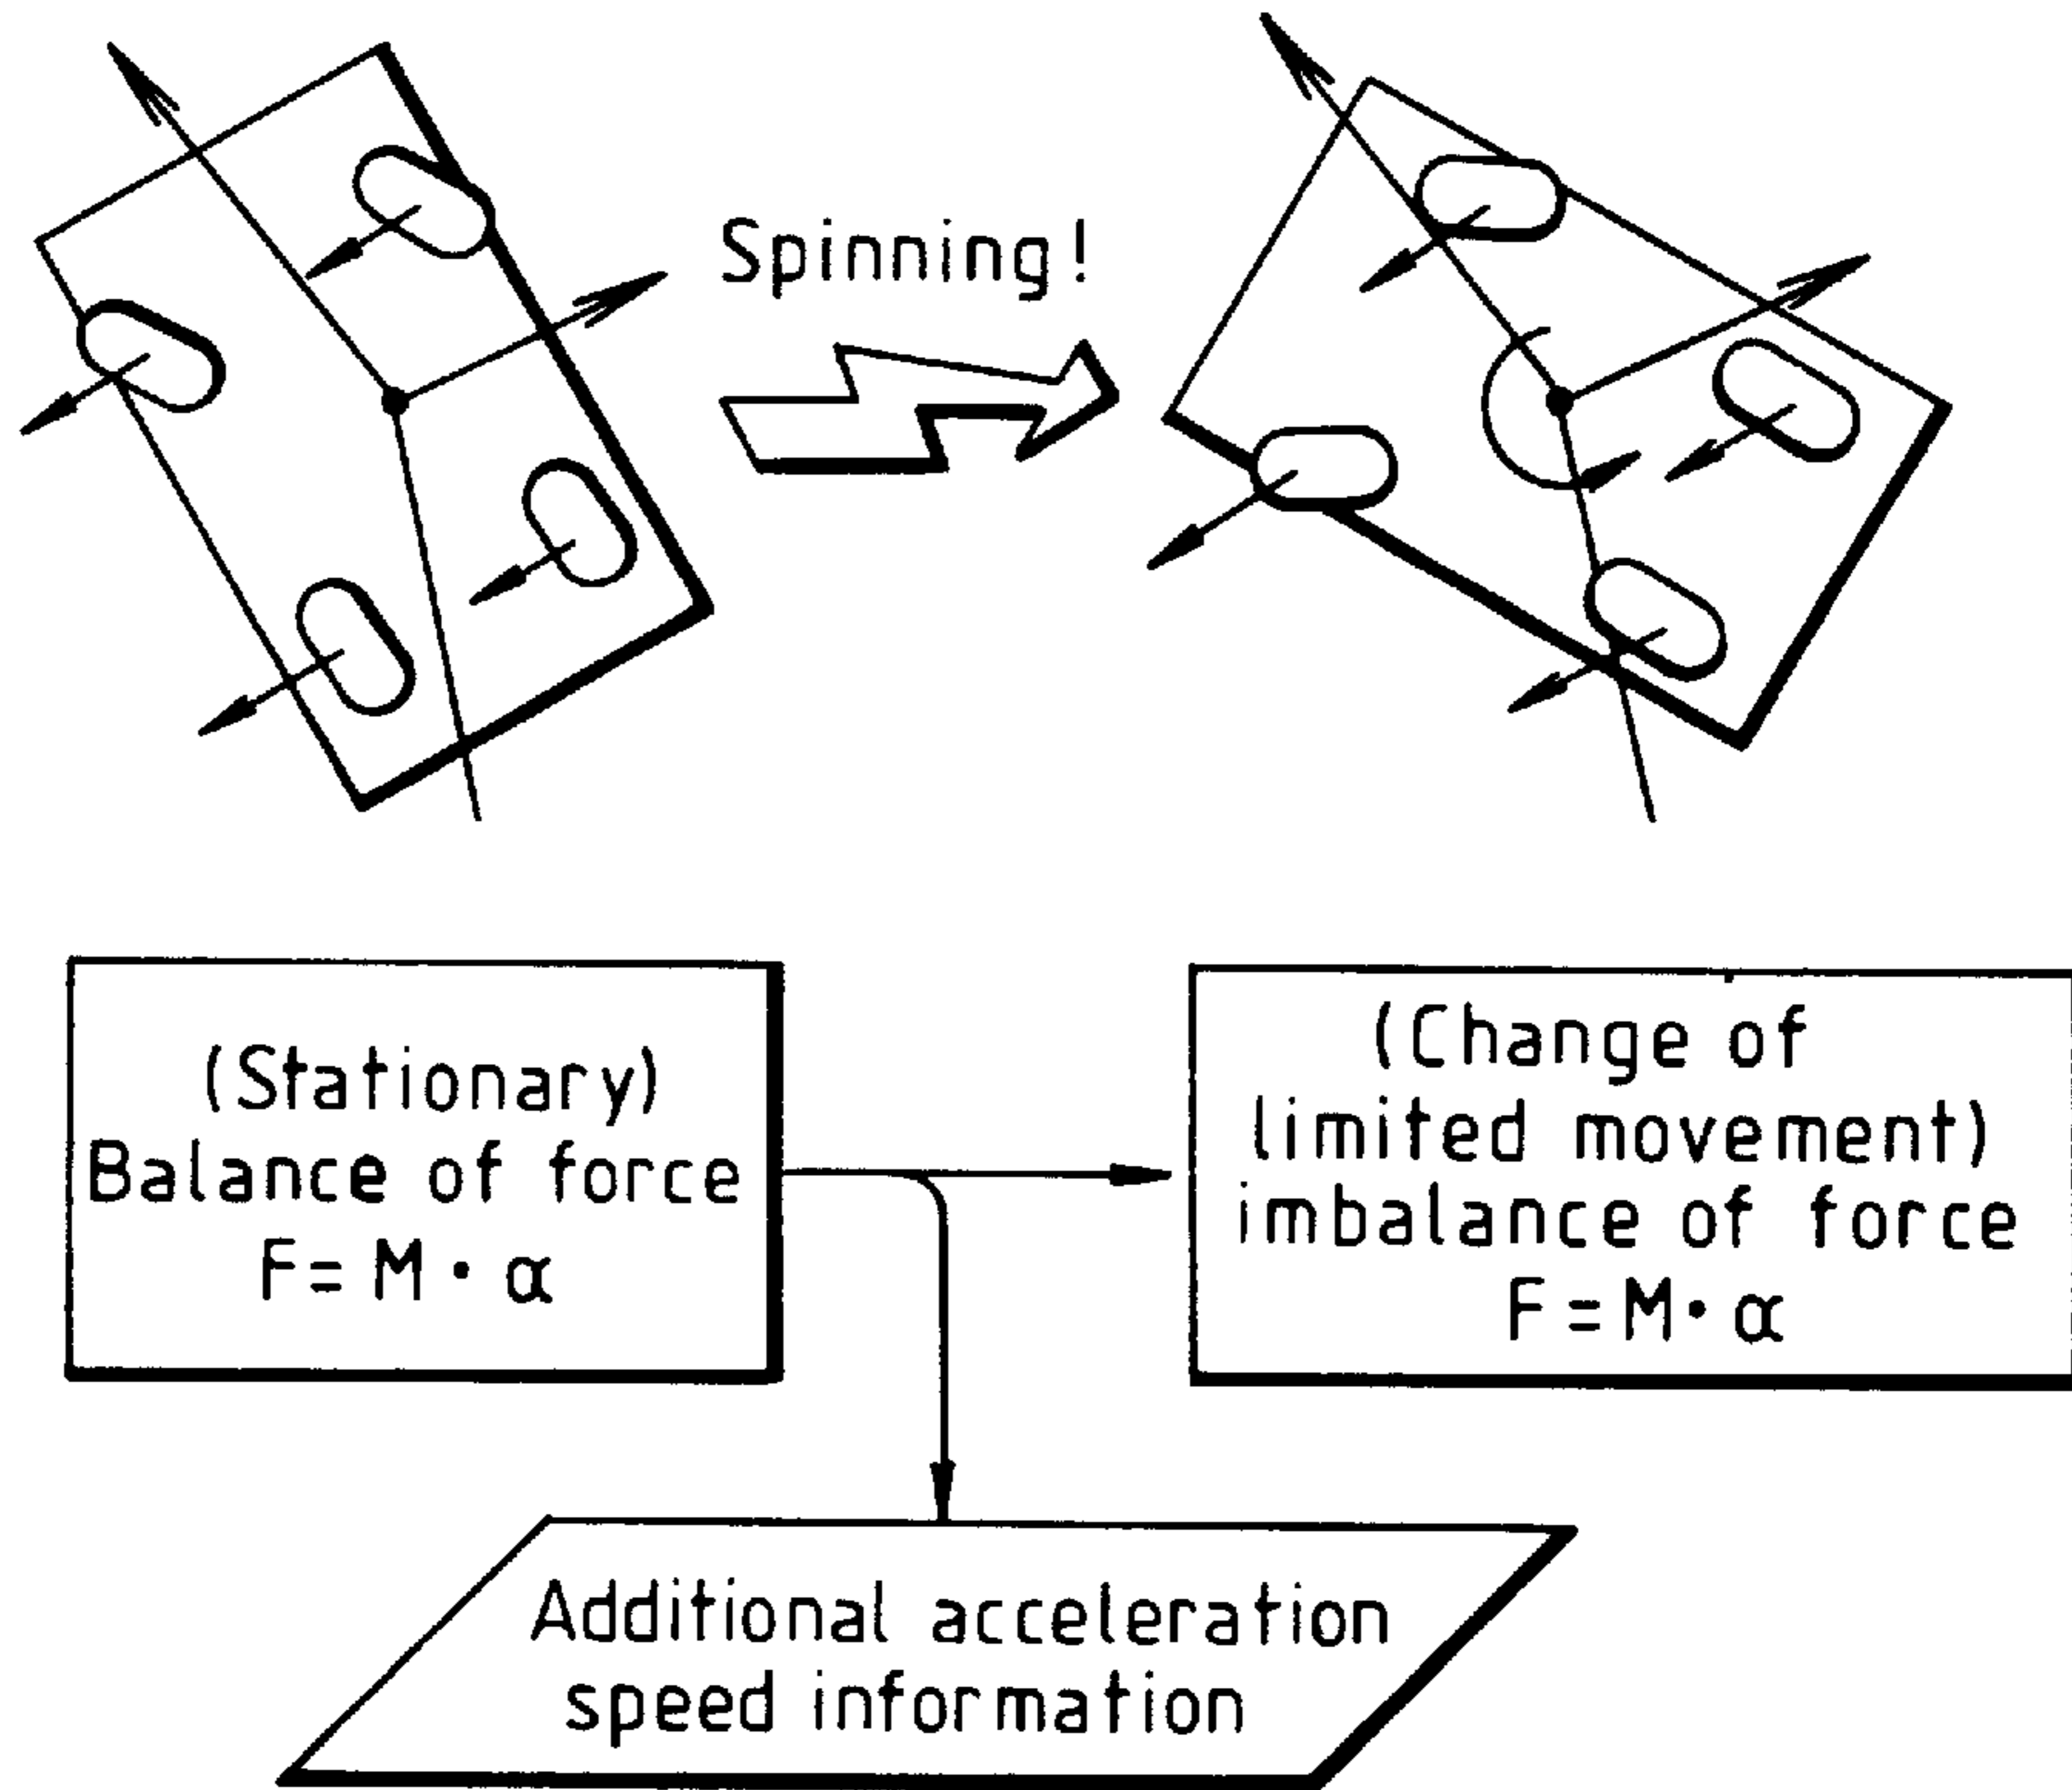 Spinning!
(Stationary)
Balance of force
F=M·α
(Change of
limited movement)
imbalance of force
F=M·α
Additional acceleration
speed information